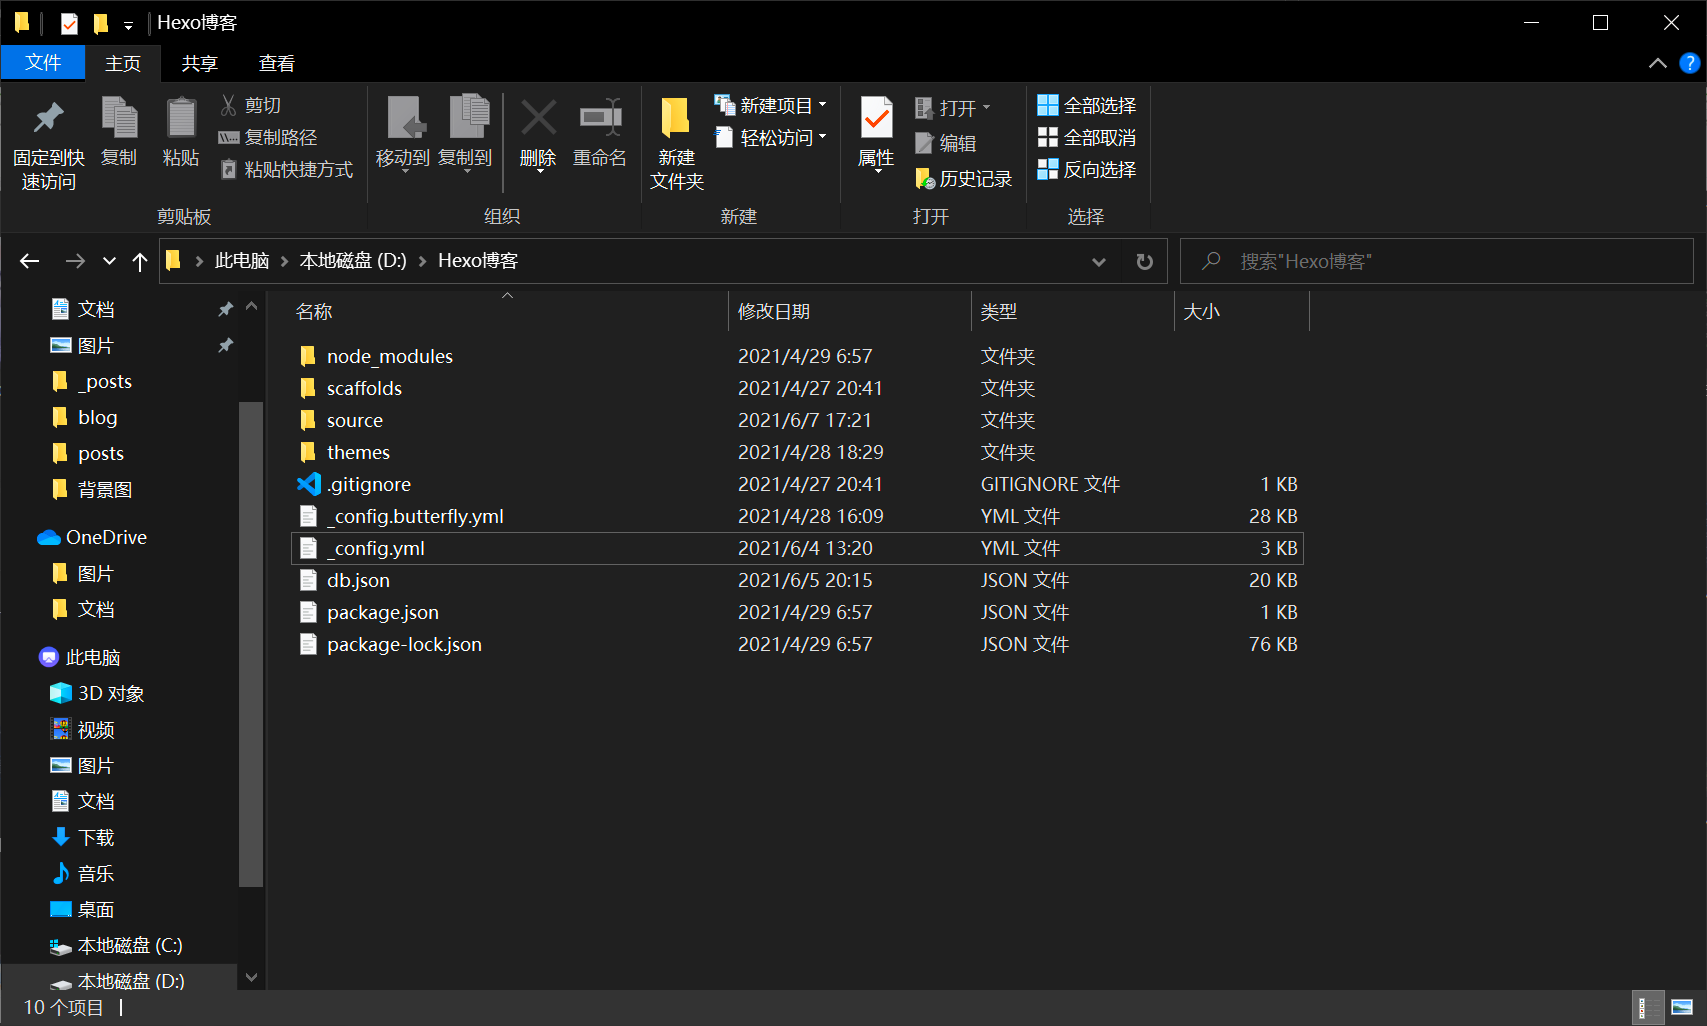 Hexo博客
文件 主页 共享 查看
固定到快速访问
复制
粘贴
剪切
复制路径
粘贴快捷方式
剪贴板
移动到
复制到
删除
重命名
组织
新建
文件夹
新建项目
轻松访问
新建
属性
打开
编辑
历史记录
打开
全部选择
全部取消
反向选择
选择
此电脑 本地磁盘 (D:) Hexo博客
搜索"Hexo博客"
文档
图片
_posts
blog
posts
背景图
OneDrive
图片
文档
此电脑
3D 对象
视频
图片
文档
下载
音乐
桌面
本地磁盘 (C:)
本地磁盘 (D:)
名称 修改日期 类型 大小
node_modules 2021/4/29 6:57 文件夹
scaffolds 2021/4/27 20:41 文件夹
source 2021/6/7 17:21 文件夹
themes 2021/4/28 18:29 文件夹
.gitignore 2021/4/27 20:41 GITIGNORE 文件 1 KB
_config.butterfly.yml 2021/4/28 16:09 YML 文件 28 KB
_config.yml 2021/6/4 13:20 YML 文件 3 KB
db.json 2021/6/5 20:15 JSON 文件 20 KB
package.json 2021/4/29 6:57 JSON 文件 1 KB
package-lock.json 2021/4/29 6:57 JSON 文件 76 KB
10 个项目